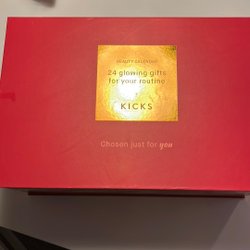 BEAUTY CALENDAR
24 glowing gifts
for your routine
KICKS
Chosen just for you